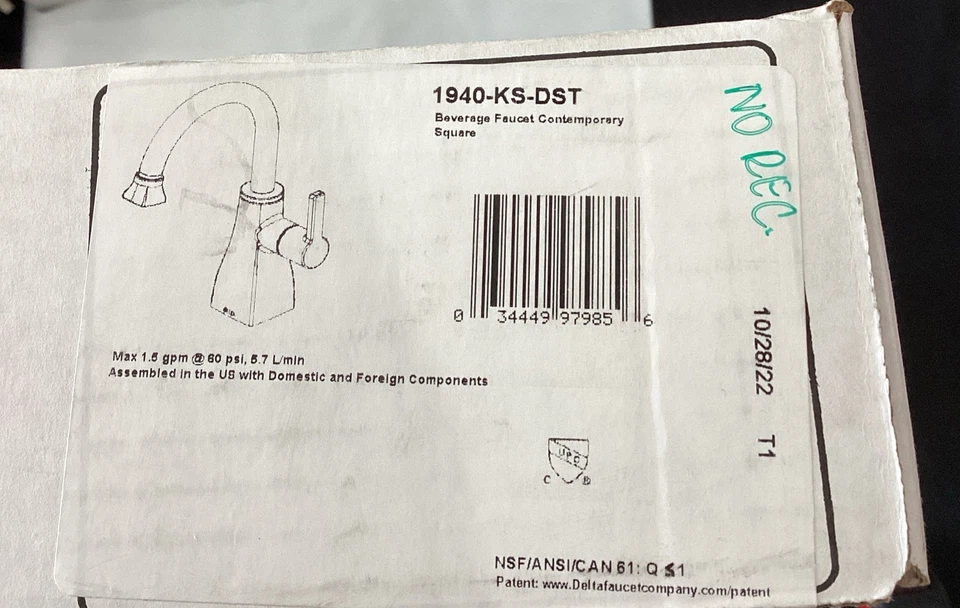 1940-KS-DST
Beverage Faucet Contemporary
Square
0 34449 97985 6
Max 1.5 gpm @ 60 psi, 5.7 L/min
Assembled in the US with Domestic and Foreign Components
NO REC.
10/28/22 T1
UPC
C ®
NSF/ANSI/CAN 61: Q ≤1
Patent: www.Deltafaucetcompany.com/patent